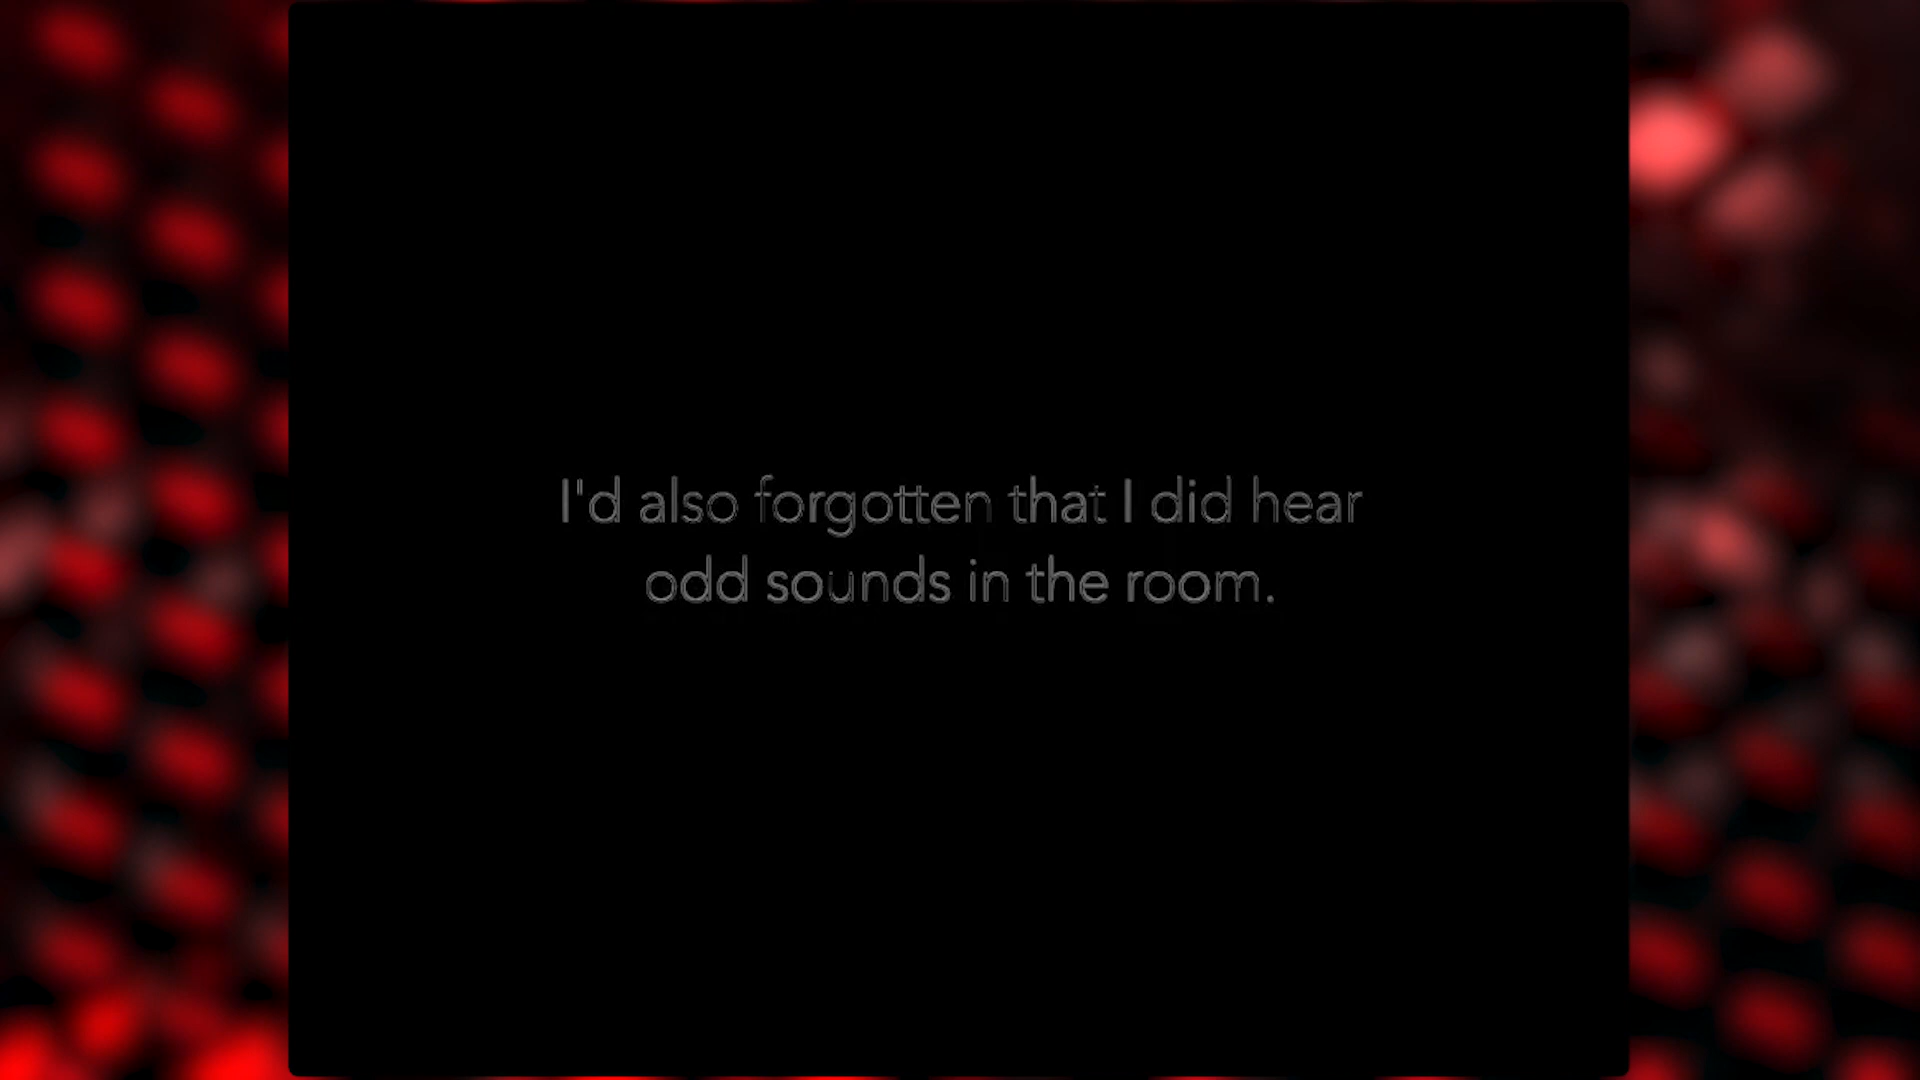 I'd also forgotten that I did hear
odd sounds in the room.